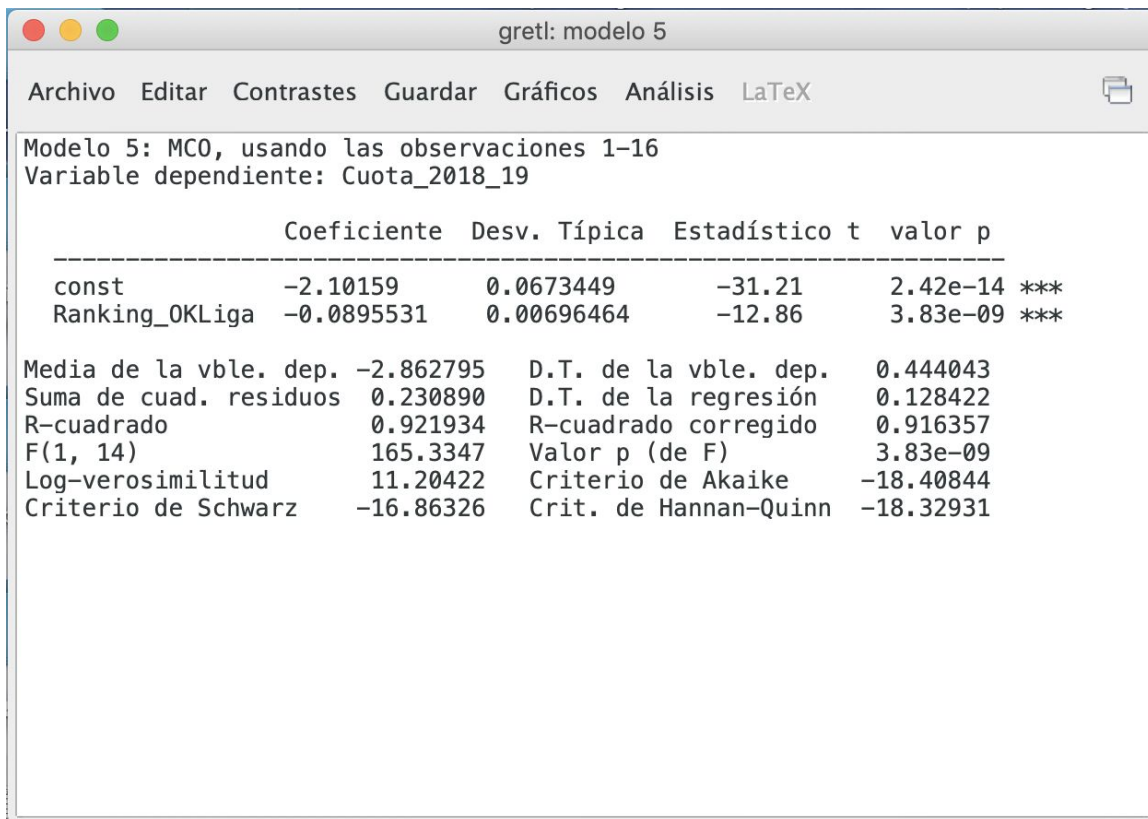 gretl: modelo 5
Archivo Editar Contrastes Guardar Gráficos Análisis LaTeX
Modelo 5: MCO, usando las observaciones 1-16
Variable dependiente: Cuota_2018_19
Coeficiente Desv. Típica Estadístico t valor p
const -2.10159 0.0673449 -31.21 2.42e-14 ***
Ranking_OKLiga -0.0895531 0.00696464 -12.86 3.83e-09 ***
Media de la vble. dep. -2.862795 D.T. de la vble. dep. 0.444043
Suma de cuad. residuos 0.230890 D.T. de la regresión 0.128422
R-cuadrado 0.921934 R-cuadrado corregido 0.916357
F(1, 14) 165.3347 Valor p (de F) 3.83e-09
Log-verosimilitud 11.20422 Criterio de Akaike -18.40844
Criterio de Schwarz -16.86326 Crit. de Hannan-Quinn -18.32931